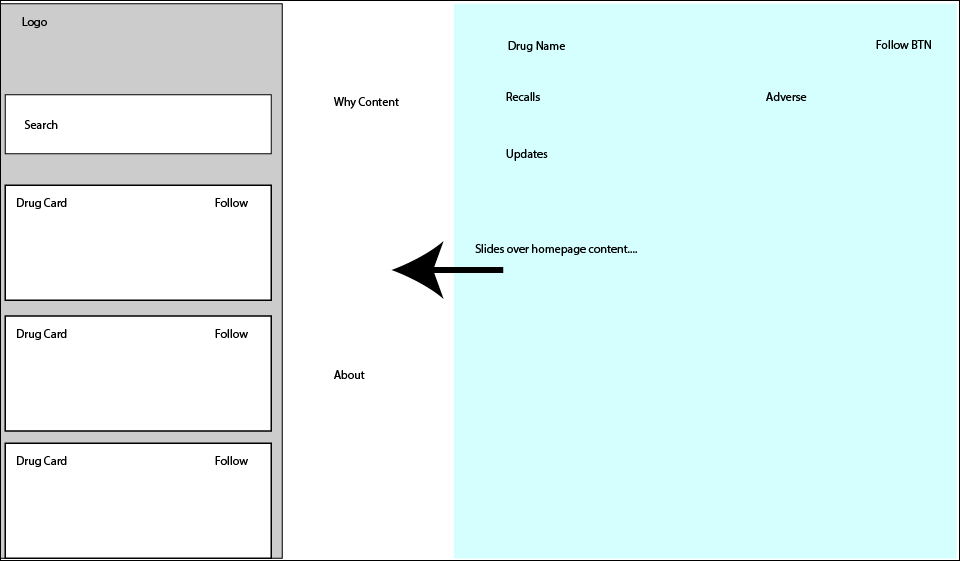 Logo
Search
Drug Card Follow
Drug Card Follow
Drug Card Follow
Why Content
About
Drug Name Follow BTN
Recalls Adverse
Updates
Slides over homepage content....